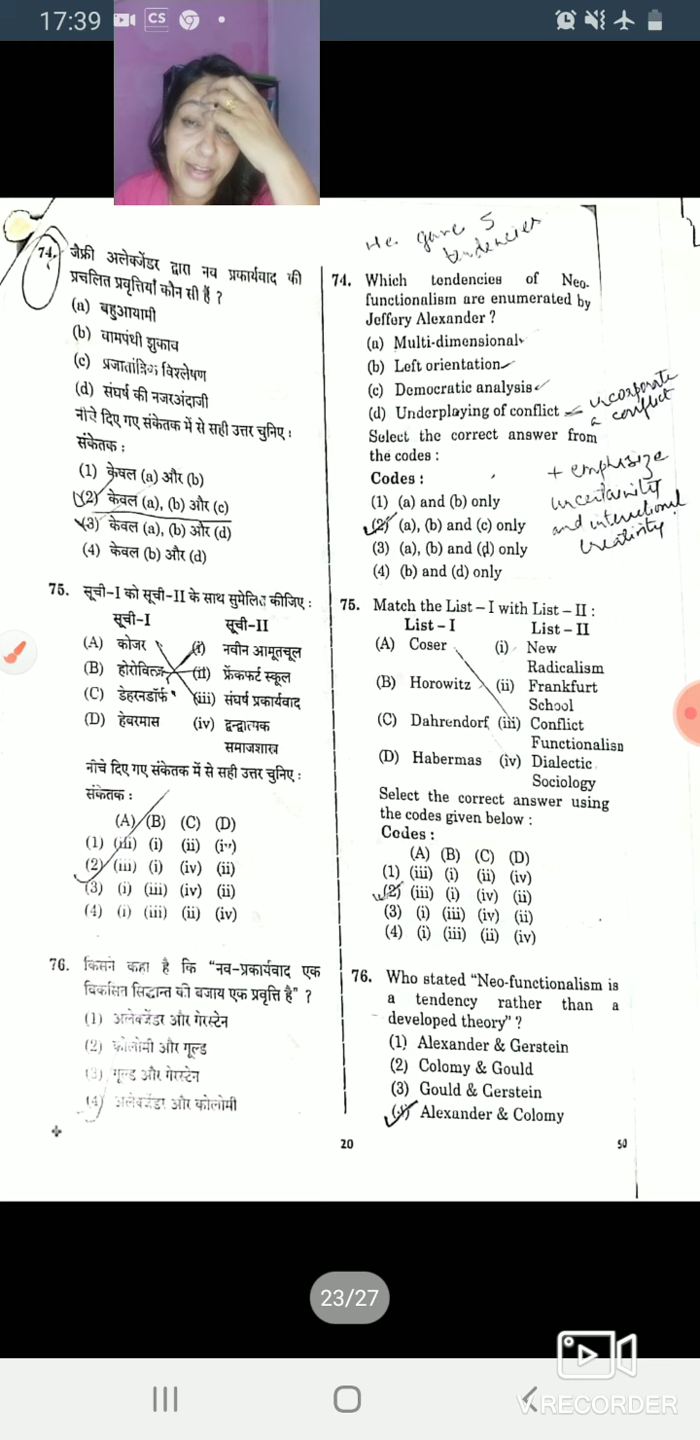 17:39
CS
He gave 5
tendencies
74. जैफ्री अलेक्जेंडर द्वारा नव प्रकार्यवाद की
प्रचलित प्रवृत्तियाँ कौन सी हैं ?
(a) बहुआयामी
(b) वामपंथी झुकाव
(c) प्रजातांत्रिक विश्लेषण
(d) संघर्ष की नजरअंदाजी
नीचे दिए गए संकेतक में से सही उत्तर चुनिए :
संकेतक :
(1) केवल (a) और (b)
(2) केवल (a), (b) और (c)
(3) केवल (a), (b) और (d)
(4) केवल (b) और (d)
75. सूची-I को सूची-II के साथ सुमेलित कीजिए :
सूची-I सूची-II
(A) कोजर (i) नवीन आमूतचूल
(B) होरोवित्ज़ (ii) फ्रेंकफर्ट स्कूल
(C) डेहरनडॉर्फ (iii) संघर्ष प्रकार्यवाद
(D) हेबरमास (iv) द्वन्द्वात्मक
समाजशास्त्र
नीचे दिए गए संकेतक में से सही उत्तर चुनिए :
संकेतक :
(A) (B) (C) (D)
(1) (iii) (i) (ii) (iv)
(2) (iii) (i) (iv) (ii)
(3) (i) (iii) (iv) (ii)
(4) (i) (iii) (ii) (iv)
76. किसने कहा है कि “नव-प्रकार्यवाद एक
विकसित सिद्धान्त की बजाय एक प्रवृत्ति है” ?
(1) अलेक्जेंडर और गेरस्टेन
(2) कोलोमी और गूल्ड
(3) गूल्ड और गेरस्टेन
(4) अलेक्जेंडर और कोलोमी
74. Which tendencies of Neo-
functionalism are enumerated by
Jeffery Alexander ?
(a) Multi-dimensional
(b) Left orientation
(c) Democratic analysis
(d) Underplaying of conflict
incorporate
a conflict
Select the correct answer from
the codes :
Codes :
(1) (a) and (b) only
(2) (a), (b) and (c) only
(3) (a), (b) and (d) only
(4) (b) and (d) only
+ emphasize
uncertainity
and interactional
creativity
75. Match the List – I with List – II :
List – I List – II
(A) Coser (i) New
Radicalism
(B) Horowitz (ii) Frankfurt
School
(C) Dahrendorf (iii) Conflict
Functionalism
(D) Habermas (iv) Dialectic
Sociology
Select the correct answer using
the codes given below :
Codes :
(A) (B) (C) (D)
(1) (iii) (i) (ii) (iv)
(2) (iii) (i) (iv) (ii)
(3) (i) (iii) (iv) (ii)
(4) (i) (iii) (ii) (iv)
76. Who stated “Neo-functionalism is
a tendency rather than a
developed theory” ?
(1) Alexander & Gerstein
(2) Colomy & Gould
(3) Gould & Gerstein
(4) Alexander & Colomy
20
50
23/27
V RECORDER